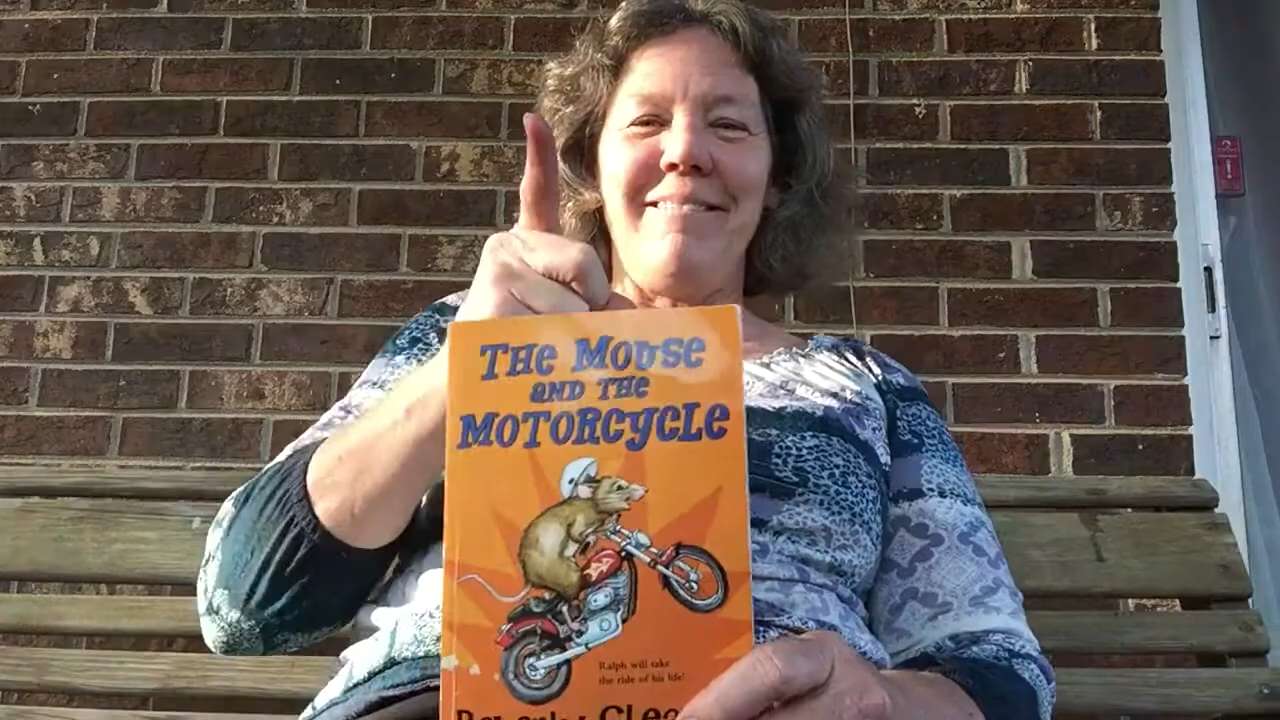 THE MOUSE
AND THE
MOTORCYCLE
Ralph will take
the ride of his life!